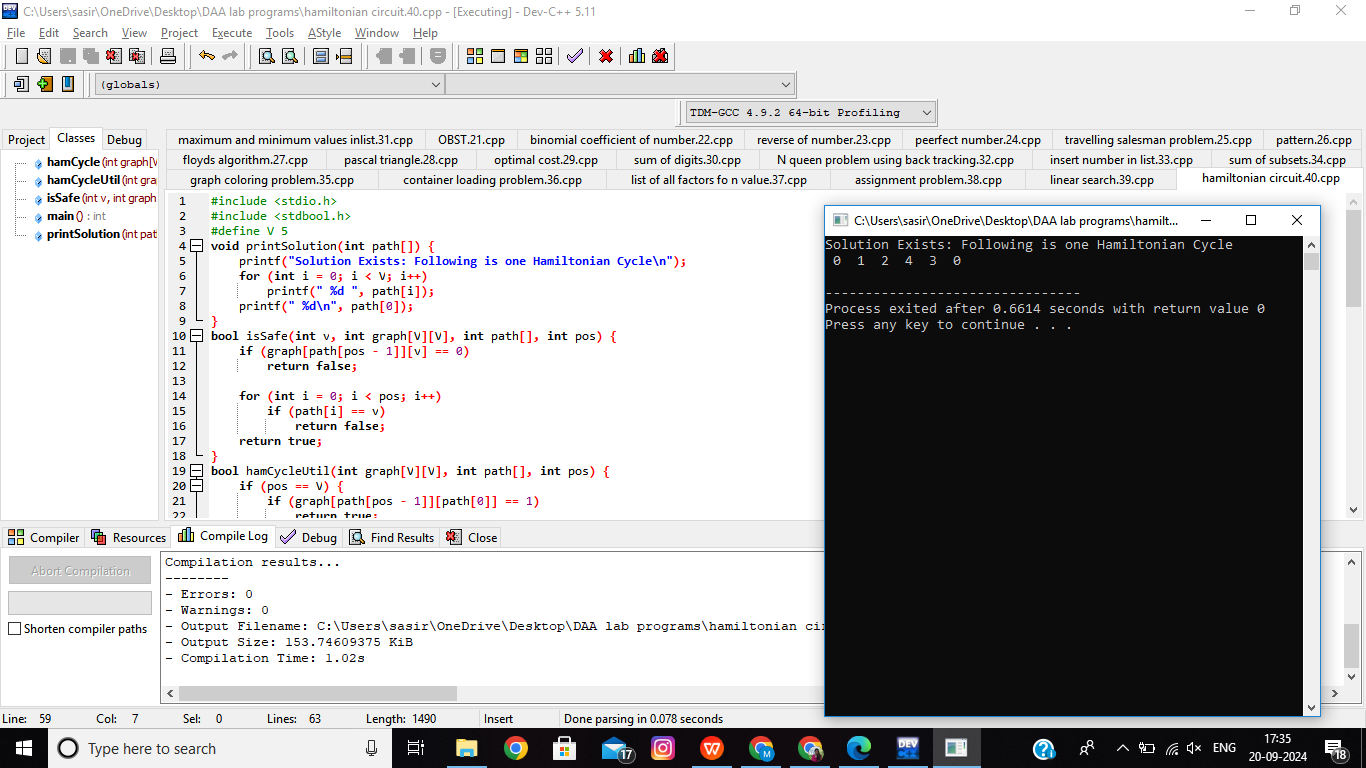 C:\Users\sasir\OneDrive\Desktop\DAA lab programs\hamiltonian circuit.40.cpp - [Executing] - Dev-C++ 5.11
File Edit Search View Project Execute Tools AStyle Window Help
(globals)
TDM-GCC 4.9.2 64-bit Profiling
Project Classes Debug
maximum and minimum values inlist.31.cpp OBST.21.cpp binomial coefficient of number.22.cpp reverse of number.23.cpp peerfect number.24.cpp travelling salesman problem.25.cpp pattern.26.cpp
floyds algorithm.27.cpp pascal triangle.28.cpp optimal cost.29.cpp sum of digits.30.cpp N queen problem using back tracking.32.cpp insert number in list.33.cpp sum of subsets.34.cpp
graph coloring problem.35.cpp container loading problem.36.cpp list of all factors fo n value.37.cpp assignment problem.38.cpp linear search.39.cpp hamiltonian circuit.40.cpp
hamCycle (int graph[V
hamCycleUtil (int gra
isSafe (int v, int graph
main () : int
printSolution (int pat
1 #include <stdio.h>
2 #include <stdbool.h>
3 #define V 5
4 void printSolution(int path[]) {
5 printf("Solution Exists: Following is one Hamiltonian Cycle\n");
6 for (int i = 0; i < V; i++)
7 printf(" %d ", path[i]);
8 printf(" %d\n", path[0]);
9 }
10 bool isSafe(int v, int graph[V][V], int path[], int pos) {
11 if (graph[path[pos - 1]][v] == 0)
12 return false;
13
14 for (int i = 0; i < pos; i++)
15 if (path[i] == v)
16 return false;
17 return true;
18 }
19 bool hamCycleUtil(int graph[V][V], int path[], int pos) {
20 if (pos == V) {
21 if (graph[path[pos - 1]][path[0]] == 1)
22 return true;
C:\Users\sasir\OneDrive\Desktop\DAA lab programs\hamilt...
Solution Exists: Following is one Hamiltonian Cycle
0 1 2 4 3 0
--------------------------------
Process exited after 0.6614 seconds with return value 0
Press any key to continue . . .
Compiler Resources Compile Log Debug Find Results Close
Abort Compilation
Shorten compiler paths
Compilation results...
--------
- Errors: 0
- Warnings: 0
- Output Filename: C:\Users\sasir\OneDrive\Desktop\DAA lab programs\hamiltonian cir
- Output Size: 153.74609375 KiB
- Compilation Time: 1.02s
Line: 59 Col: 7 Sel: 0 Lines: 63 Length: 1490 Insert Done parsing in 0.078 seconds
Type here to search
17
M
DEV
ENG
17:35
20-09-2024
18